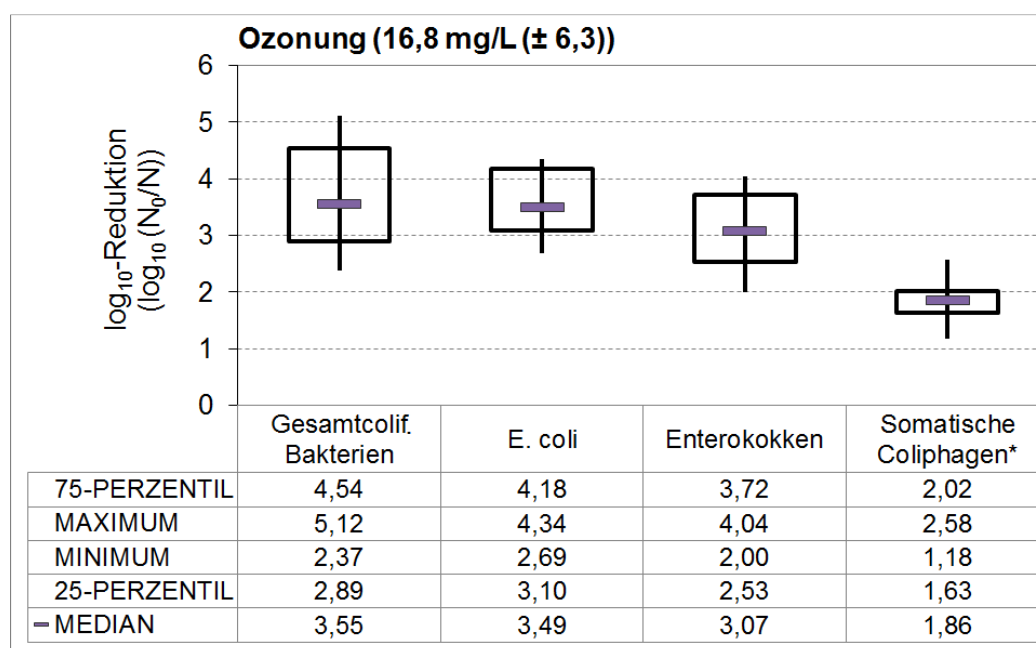 Ozonung (16,8 mg/L (± 6,3))
log₁₀-Reduktion
(log₁₀ (N₀/N))
6
5
4
3
2
1
0
Gesamtcolif. Bakterien E. coli Enterokokken Somatische Coliphagen*
75-PERZENTIL 4,54 4,18 3,72 2,02
MAXIMUM 5,12 4,34 4,04 2,58
MINIMUM 2,37 2,69 2,00 1,18
25-PERZENTIL 2,89 3,10 2,53 1,63
MEDIAN 3,55 3,49 3,07 1,86